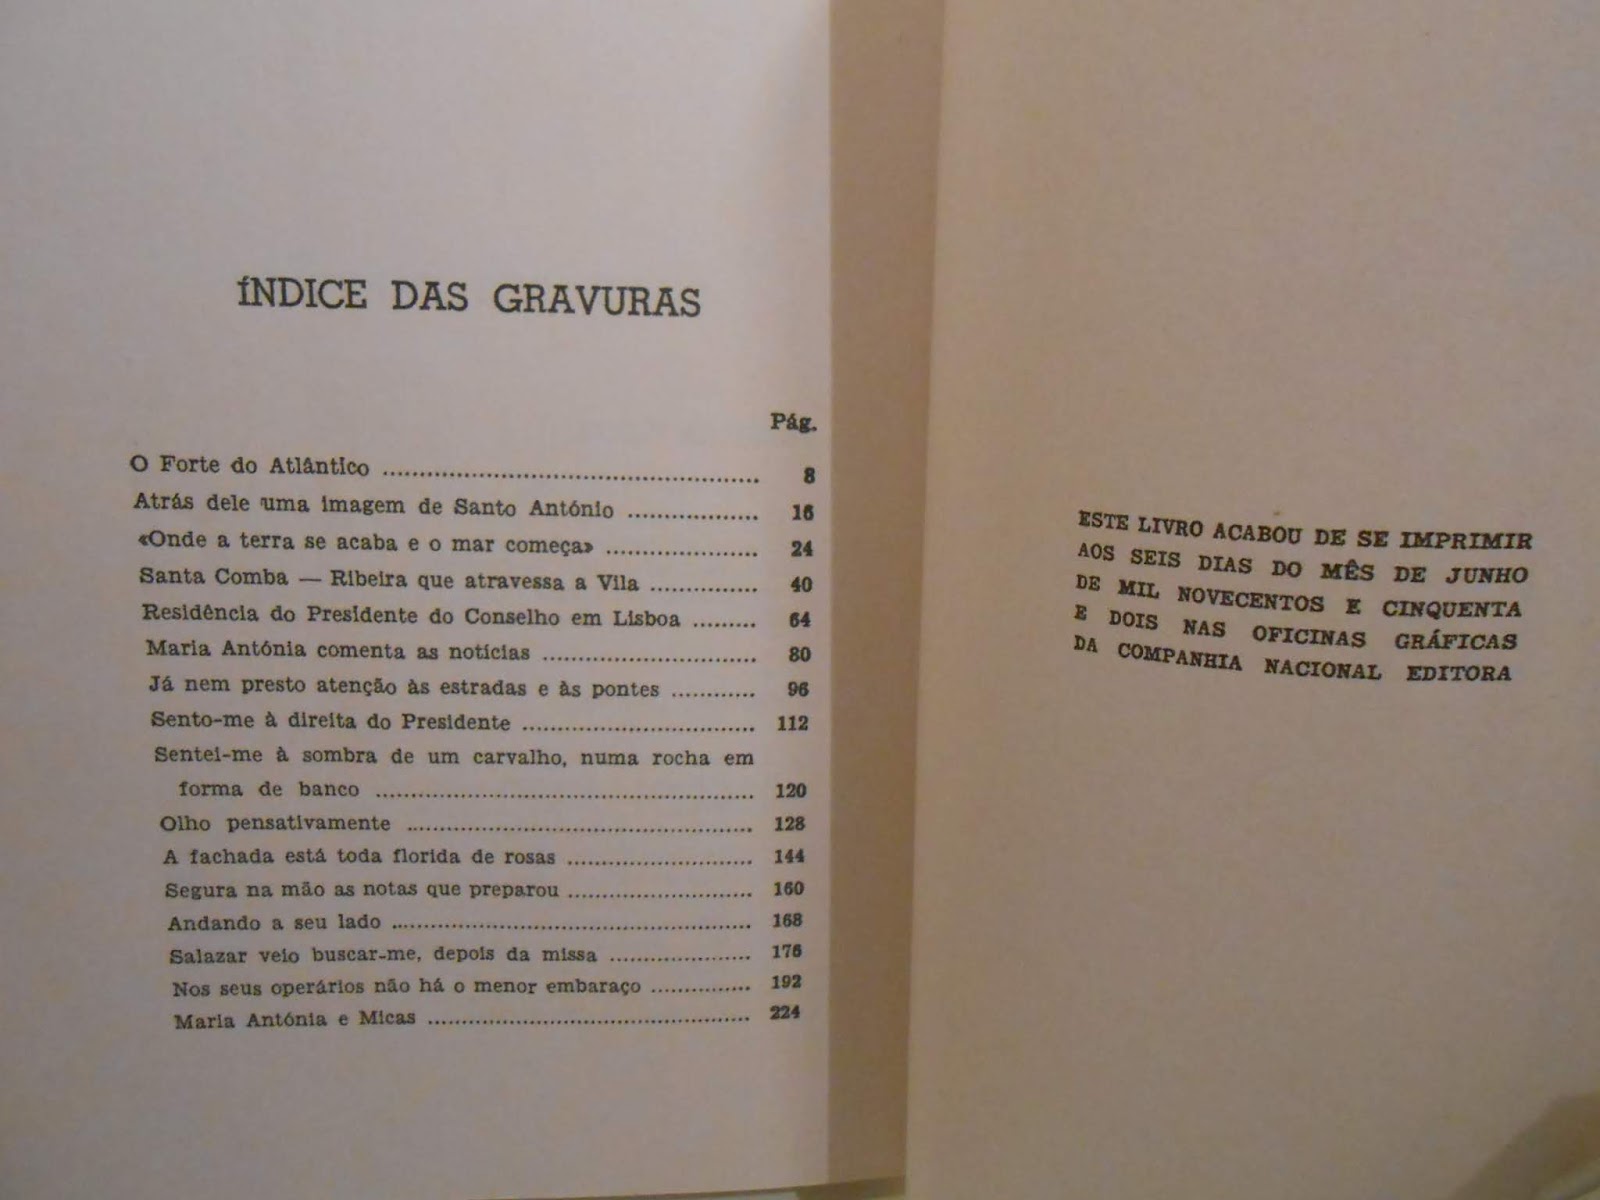 ÍNDICE DAS GRAVURAS
Pág.
O Forte do Atlântico ................................................ 8
Atrás dele uma imagem de Santo António .................. 16
«Onde a terra se acaba e o mar começa» .................... 24
Santa Comba — Ribeira que atravessa a Vila ............... 40
Residência do Presidente do Conselho em Lisboa ......... 64
Maria Antónia comenta as notícias ............................ 80
Já nem presto atenção às estradas e às pontes ............ 96
Sento-me à direita do Presidente ............................... 112
Sentei-me à sombra de um carvalho, numa rocha em
forma de banco ..................................................... 120
Olho pensativamente ................................................ 128
A fachada está toda florida de rosas .......................... 144
Segura na mão as notas que preparou ......................... 160
Andando a seu lado ................................................. 168
Salazar veio buscar-me, depois da missa .................... 176
Nos seus operários não há o menor embaraço ............... 192
Maria Antónia e Micas .............................................. 224
ESTE LIVRO ACABOU DE SE IMPRIMIR
AOS SEIS DIAS DO MÊS DE JUNHO
DE MIL NOVECENTOS E CINQUENTA
E DOIS NAS OFICINAS GRÁFICAS
DA COMPANHIA NACIONAL EDITORA